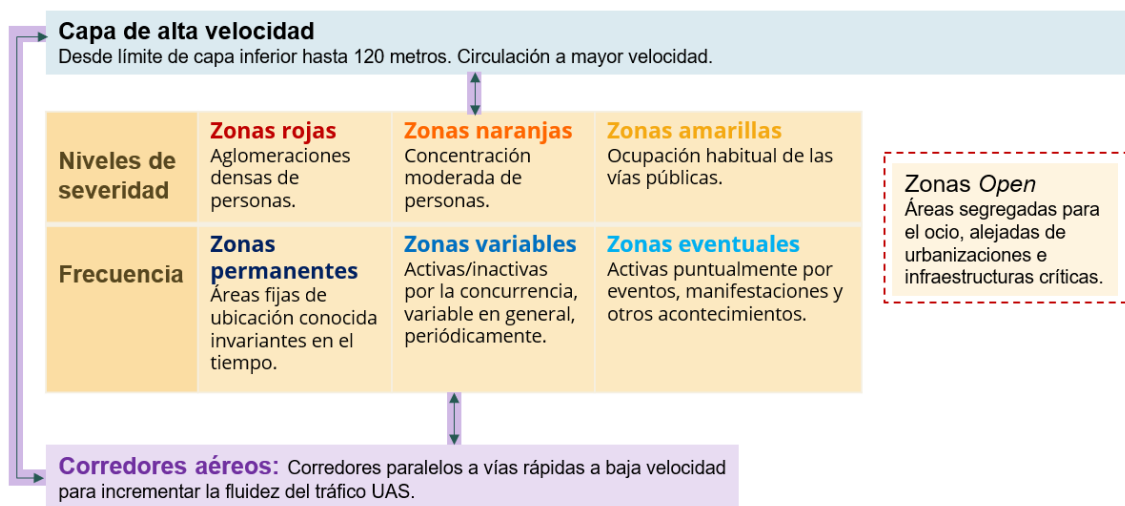 Capa de alta velocidad
Desde límite de capa inferior hasta 120 metros. Circulación a mayor velocidad.
Niveles de
severidad
Zonas rojas
Aglomeraciones
densas de
personas.
Zonas naranjas
Concentración
moderada de
personas.
Zonas amarillas
Ocupación habitual de las
vías públicas.
Frecuencia
Zonas
permanentes
Áreas fijas de
ubicación conocida
invariantes en el
tiempo.
Zonas variables
Activas/inactivas
por la concurrencia,
variable en general,
periódicamente.
Zonas eventuales
Activas puntualmente por
eventos, manifestaciones y
otros acontecimientos.
Zonas Open
Áreas segregadas para
el ocio, alejadas de
urbanizaciones e
infraestructuras críticas.
Corredores aéreos: Corredores paralelos a vías rápidas a baja velocidad
para incrementar la fluidez del tráfico UAS.